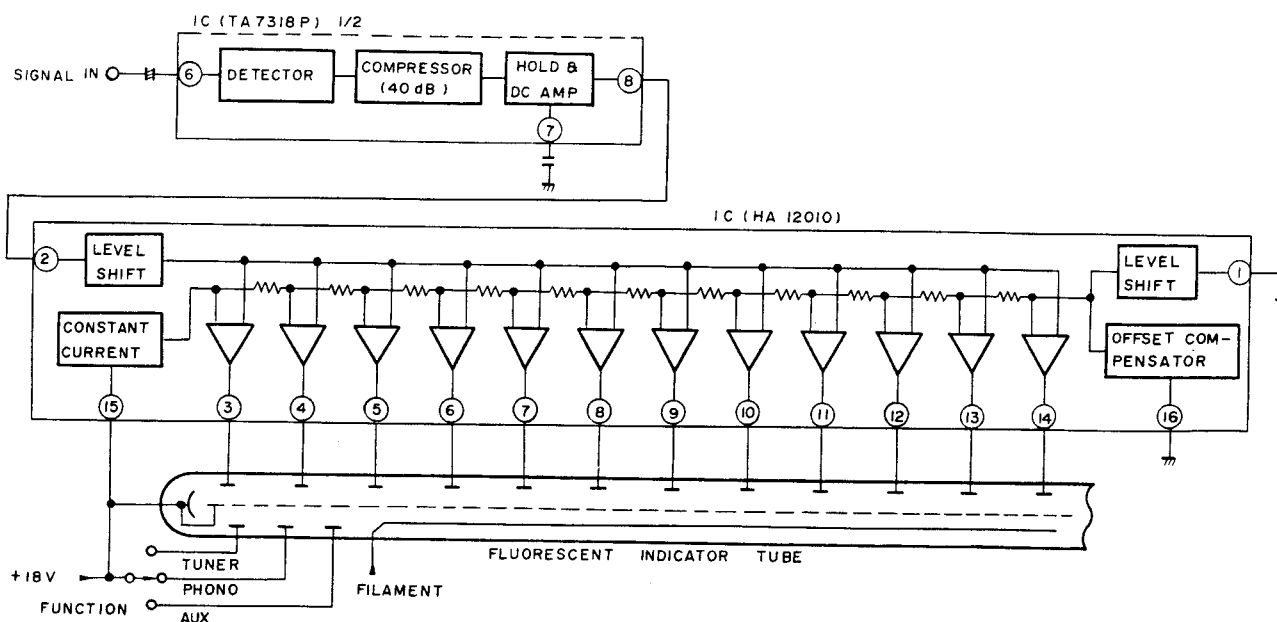 IC (TA7318P) 1/2
SIGNAL IN
6
DETECTOR
COMPRESSOR
(40 dB)
HOLD &
DC AMP
8
7
IC (HA 12010)
2
LEVEL
SHIFT
LEVEL
SHIFT
1
CONSTANT
CURRENT
OFFSET COM-
PENSATOR
15
3
4
5
6
7
8
9
10
11
12
13
14
16
TUNER
FLUORESCENT INDICATOR TUBE
+18V
PHONO
FILAMENT
FUNCTION
AUX